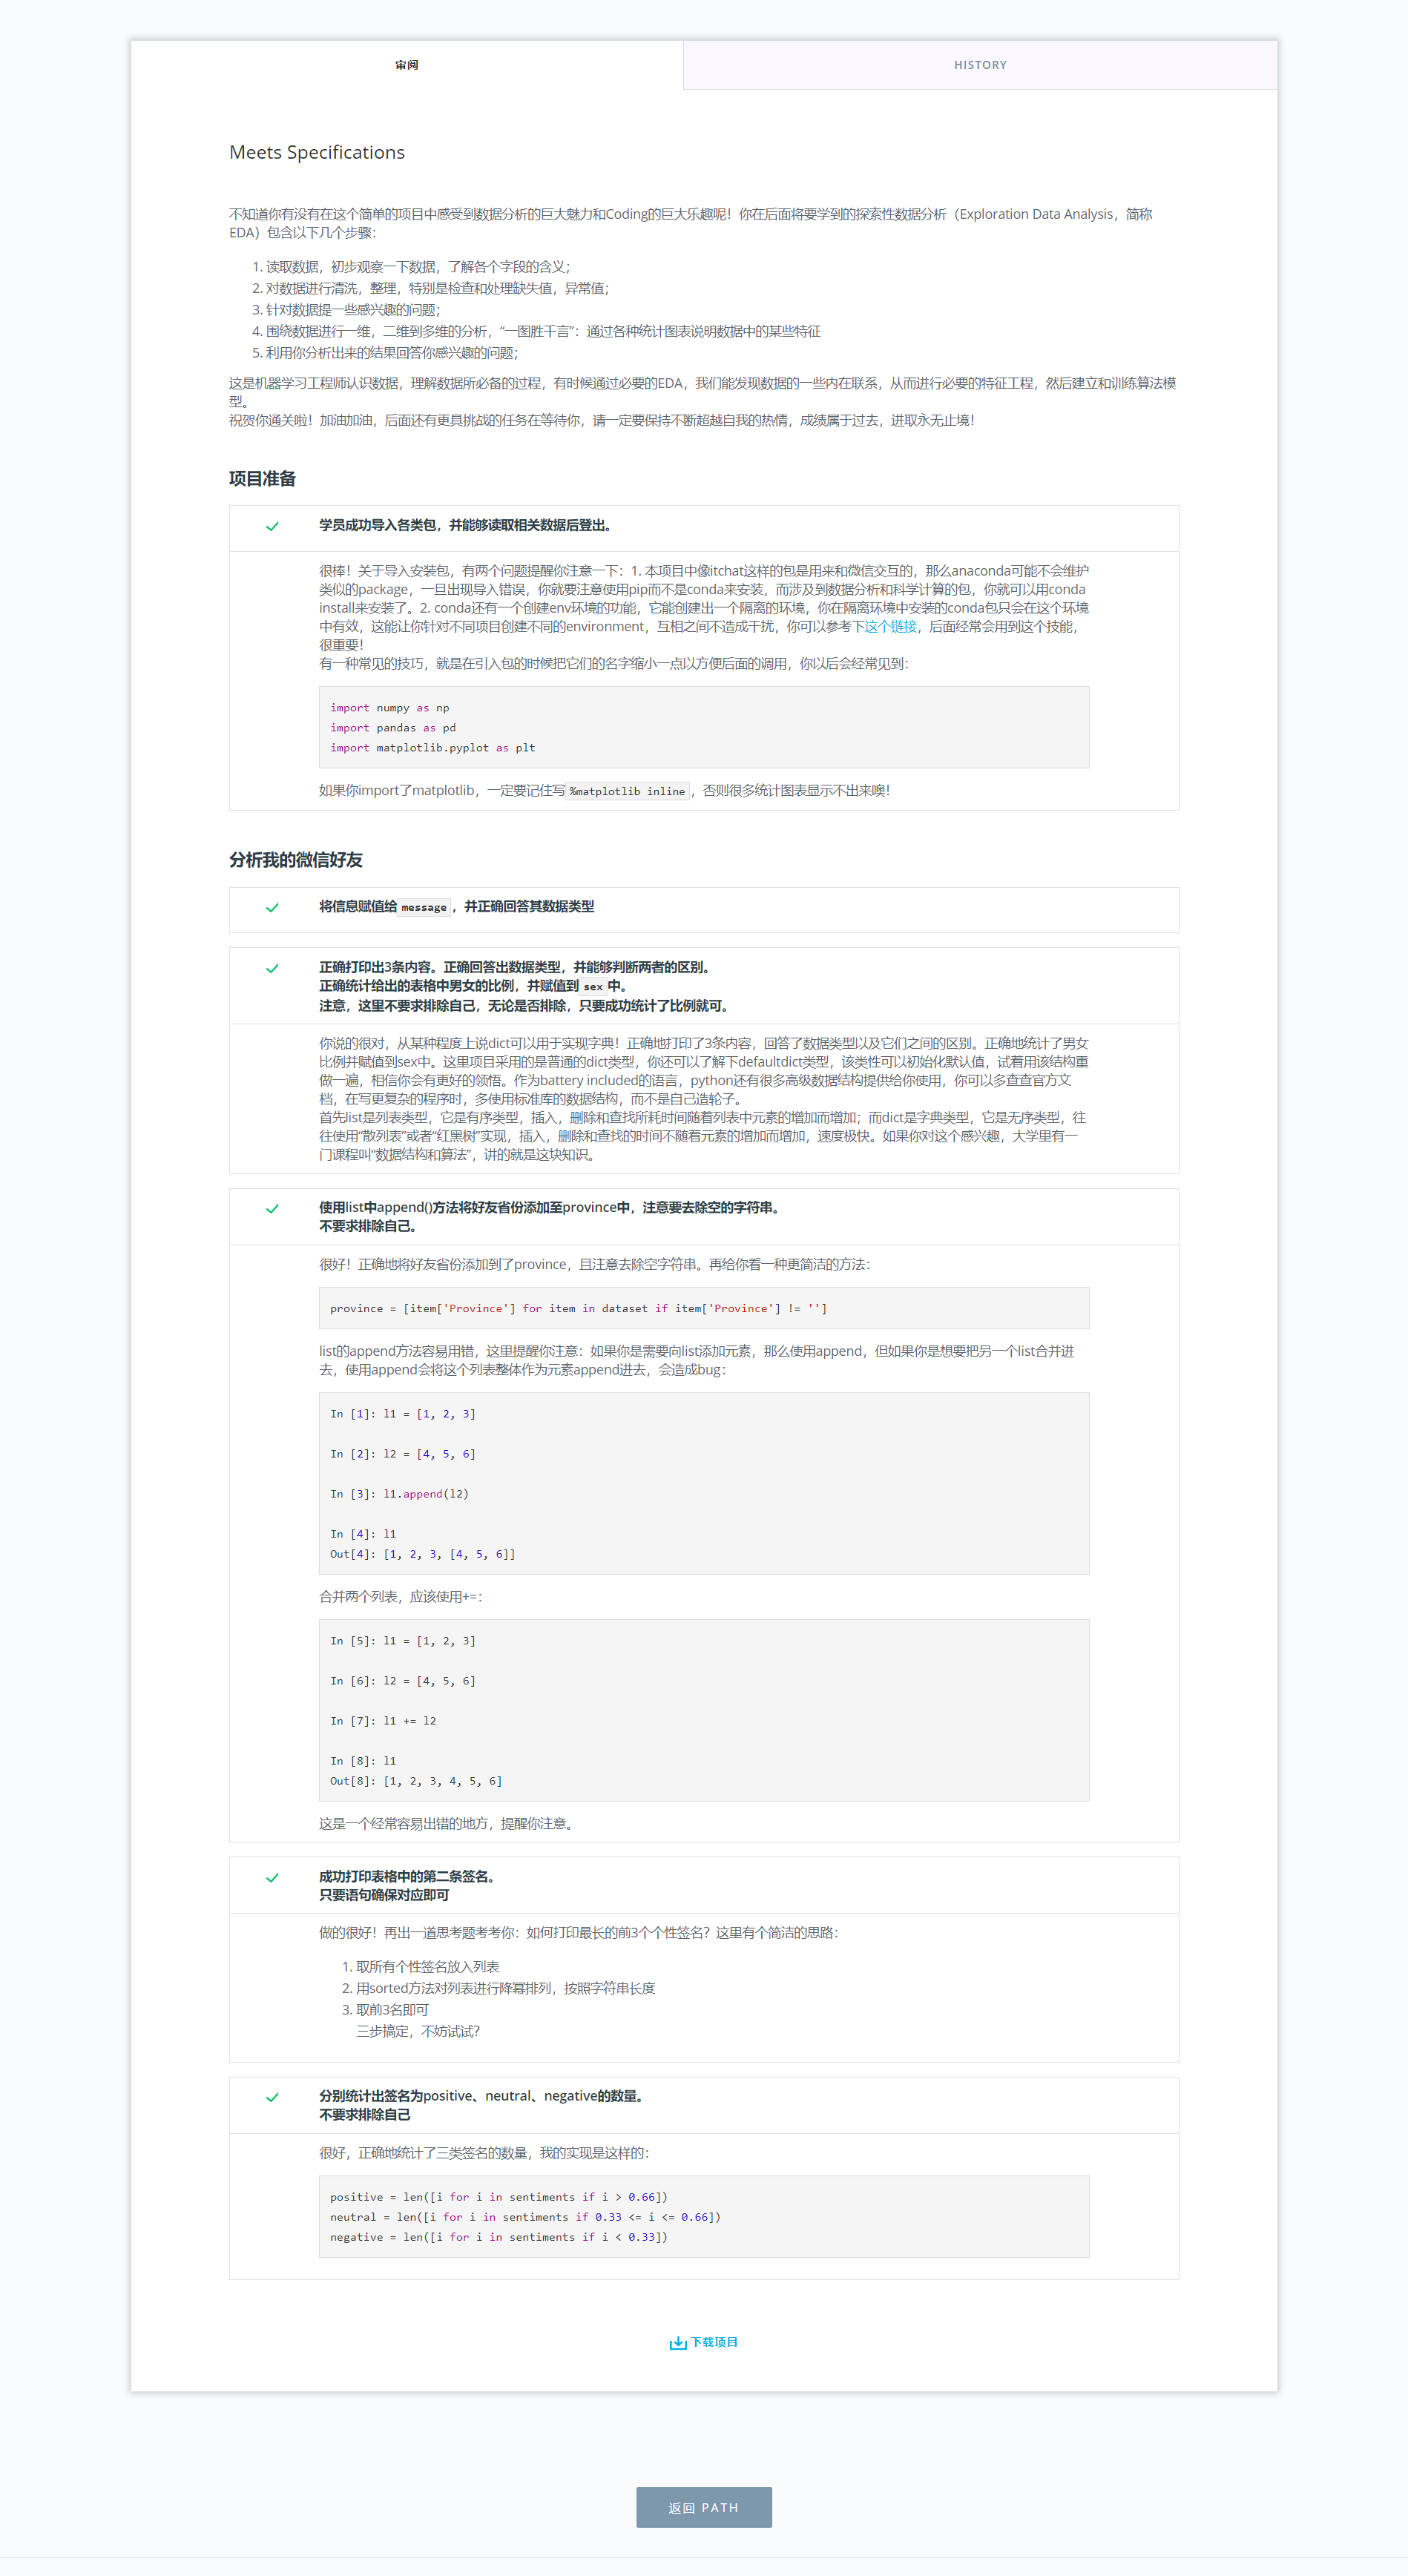 审阅
HISTORY
Meets Specifications
不知道你有没有在这个简单的项目中感受到数据分析的巨大魅力和Coding的巨大乐趣呢！你在后面将要学到的探索性数据分析（Exploration Data Analysis，简称
EDA）包含以下几个步骤：
1. 读取数据，初步观察一下数据，了解各个字段的含义；
2. 对数据进行清洗，整理，特别是检查和处理缺失值，异常值；
3. 针对数据提一些感兴趣的问题；
4. 围绕数据进行一维，二维到多维的分析，“一图胜千言”：通过各种统计图表说明数据中的某些特征
5. 利用你分析出来的结果回答你感兴趣的问题；
这是机器学习工程师认识数据，理解数据所必备的过程，有时候通过必要的EDA，我们能发现数据的一些内在联系，从而进行必要的特征工程，然后建立和训练算法模
型。
祝贺你通关啦！加油加油，后面还有更具挑战的任务在等待你，请一定要保持不断超越自我的热情，成绩属于过去，进取永无止境！
项目准备
学员成功导入各类包，并能够读取相关数据后登出。
很棒！关于导入安装包，有两个问题提醒你注意一下：1. 本项目中像itchat这样的包是用来和微信交互的，那么anaconda可能不会维护
类似的package，一旦出现导入错误，你就要注意使用pip而不是conda来安装，而涉及到数据分析和科学计算的包，你就可以用conda
install来安装了。2. conda还有一个创建env环境的功能，它能创建出一个隔离的环境，你在隔离环境中安装的conda包只会在这个环境
中有效，这能让你针对不同项目创建不同的environment，互相之间不造成干扰，你可以参考下这个链接，后面经常会用到这个技能，
很重要！
有一种常见的技巧，就是在引入包的时候把它们的名字缩小一点以方便后面的调用，你以后会经常见到：
import numpy as np
import pandas as pd
import matplotlib.pyplot as plt
如果你import了matplotlib，一定要记住写%matplotlib inline，否则很多统计图表显示不出来噢！
分析我的微信好友
将信息赋值给message，并正确回答其数据类型
正确打印出3条内容。正确回答出数据类型，并能够判断两者的区别。
正确统计给出的表格中男女的比例，并赋值到sex中。
注意，这里不要求排除自己，无论是否排除，只要成功统计了比例就可。
你说的很对，从某种程度上说dict可以用于实现字典！正确地打印了3条内容，回答了数据类型以及它们之间的区别。正确地统计了男女
比例并赋值到sex中。这里项目采用的是普通的dict类型，你还可以了解下defaultdict类型，该类性可以初始化默认值，试着用该结构重
做一遍，相信你会有更好的领悟。作为battery included的语言，python还有很多高级数据结构提供给你使用，你可以多查查官方文
档，在写更复杂的程序时，多使用标准库的数据结构，而不是自己造轮子。
首先list是列表类型，它是有序类型，插入，删除和查找所耗时间随着列表中元素的增加而增加；而dict是字典类型，它是无序类型，往
往使用“散列表”或者“红黑树”实现，插入，删除和查找的时间不随着元素的增加而增加，速度极快。如果你对这个感兴趣，大学里有一
门课程叫“数据结构和算法”，讲的就是这块知识。
使用list中append()方法将好友省份添加至province中，注意要去除空的字符串。
不要求排除自己。
很好！正确地将好友省份添加到了province，且注意去除空字符串。再给你看一种更简洁的方法：
province = [item['Province'] for item in dataset if item['Province'] != '']
list的append方法容易用错，这里提醒你注意：如果你是需要向list添加元素，那么使用append，但如果你是想要把另一个list合并进
去，使用append会将这个列表整体作为元素append进去，会造成bug：
In [1]: l1 = [1, 2, 3]
In [2]: l2 = [4, 5, 6]
In [3]: l1.append(l2)
In [4]: l1
Out[4]: [1, 2, 3, [4, 5, 6]]
合并两个列表，应该使用+=：
In [5]: l1 = [1, 2, 3]
In [6]: l2 = [4, 5, 6]
In [7]: l1 += l2
In [8]: l1
Out[8]: [1, 2, 3, 4, 5, 6]
这是一个经常容易出错的地方，提醒你注意。
成功打印表格中的第二条签名。
只要语句确保对应即可
做的很好！再出一道思考题考考你：如何打印最长的前3个个性签名？这里有个简洁的思路：
1. 取所有个性签名放入列表
2. 用sorted方法对列表进行降幂排列，按照字符串长度
3. 取前3名即可
三步搞定，不妨试试？
分别统计出签名为positive、neutral、negative的数量。
不要求排除自己
很好，正确地统计了三类签名的数量，我的实现是这样的：
positive = len([i for i in sentiments if i > 0.66])
neutral = len([i for i in sentiments if 0.33 <= i <= 0.66])
negative = len([i for i in sentiments if i < 0.33])
下载项目
返回 PATH